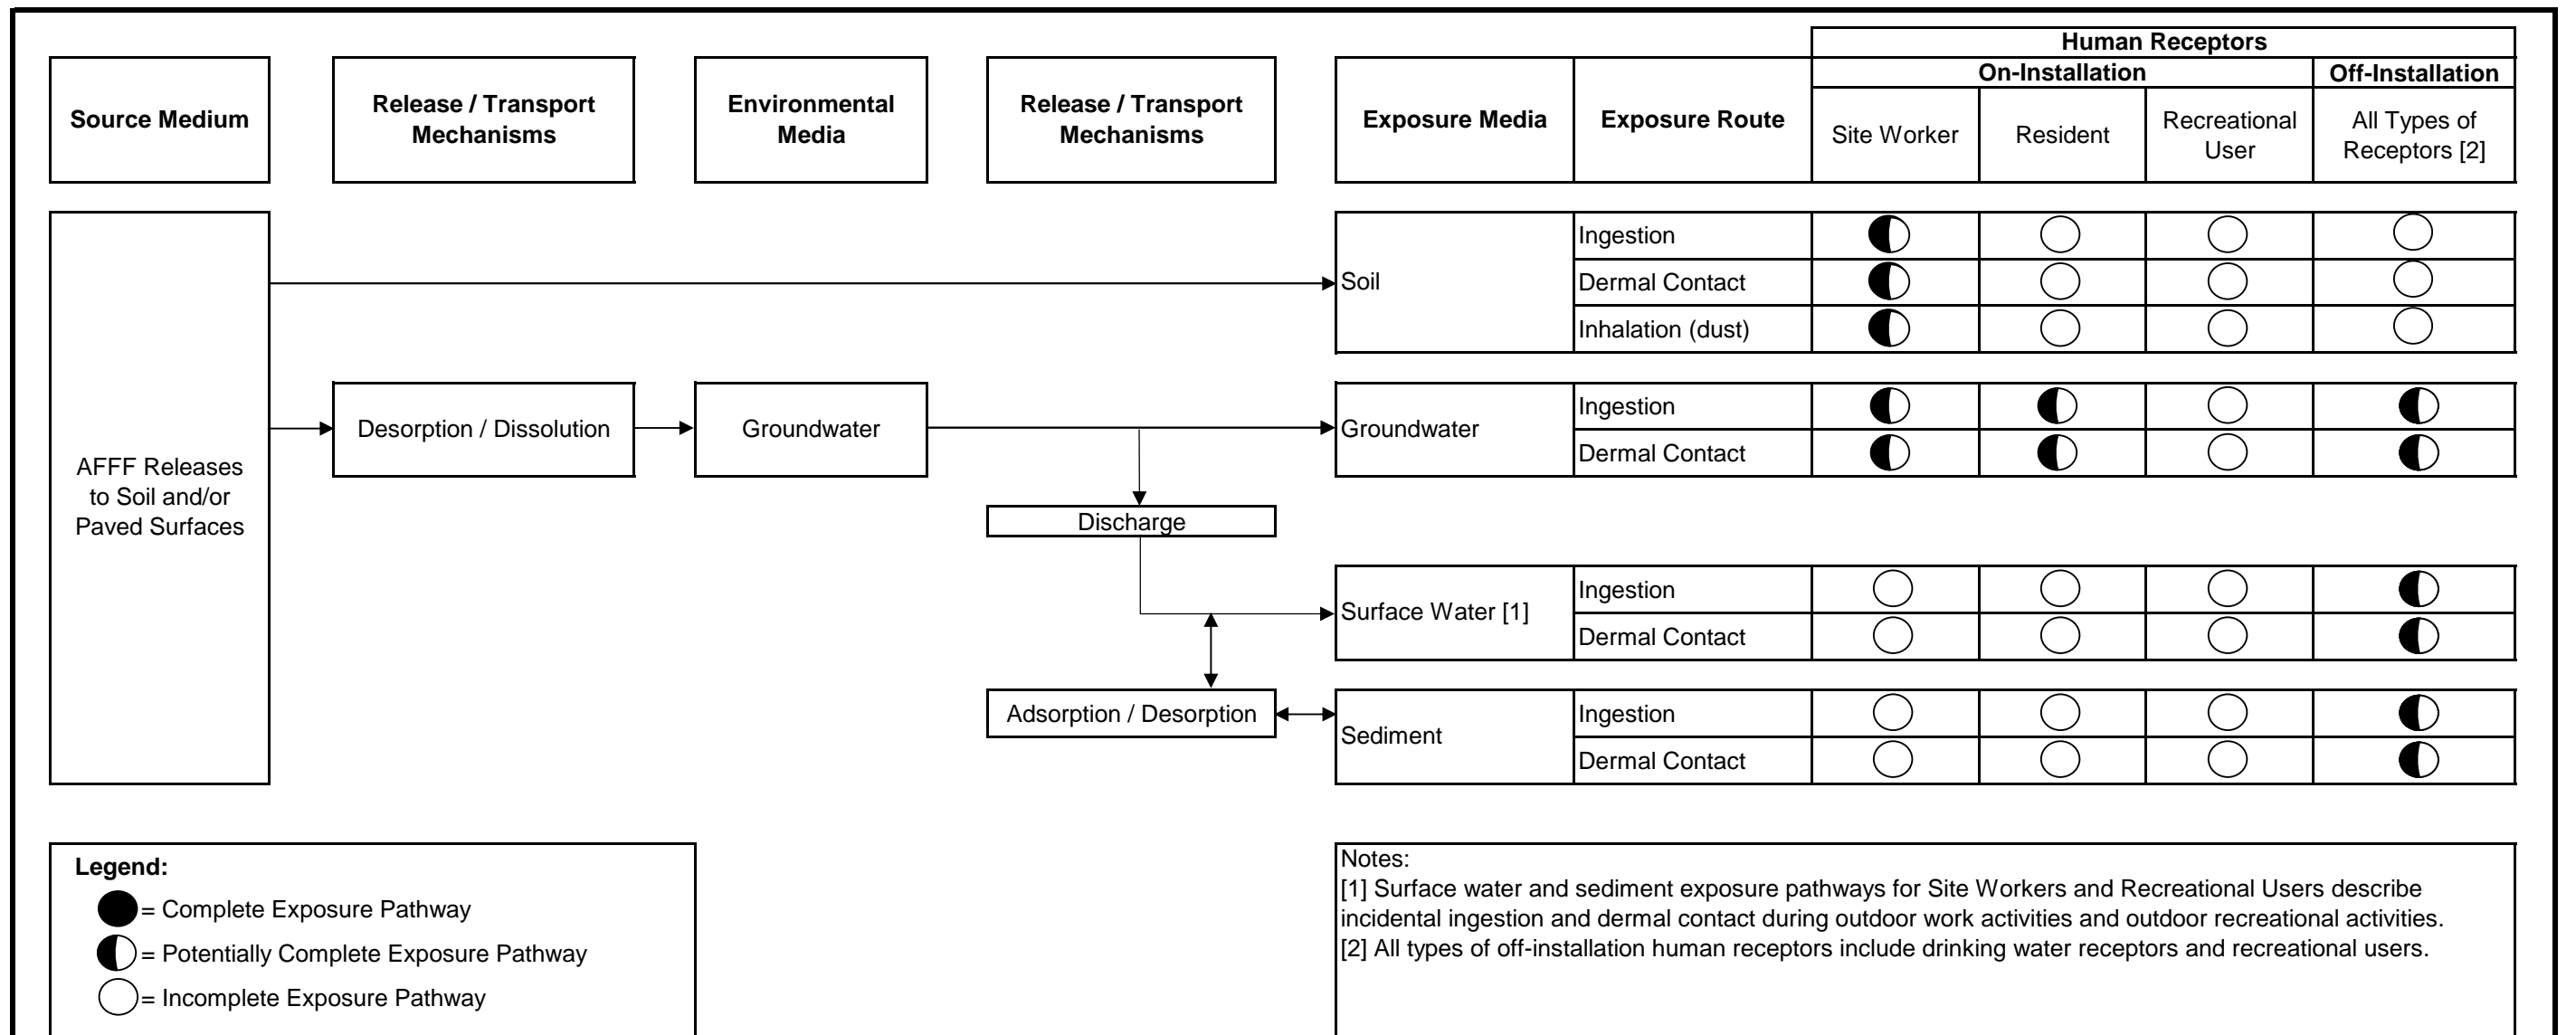 Human Receptors
On-Installation
Off-Installation
Source Medium
Release / Transport
Mechanisms
Environmental
Media
Release / Transport
Mechanisms
Exposure Media
Exposure Route
Site Worker
Resident
Recreational
User
All Types of
Receptors [2]
AFFF Releases
to Soil and/or
Paved Surfaces
Soil
Ingestion
Dermal Contact
Inhalation (dust)
Desorption / Dissolution
Groundwater
Groundwater
Ingestion
Dermal Contact
Discharge
Surface Water [1]
Ingestion
Dermal Contact
Adsorption / Desorption
Sediment
Ingestion
Dermal Contact
Legend:
= Complete Exposure Pathway
= Potentially Complete Exposure Pathway
= Incomplete Exposure Pathway
Notes:
[1] Surface water and sediment exposure pathways for Site Workers and Recreational Users describe
incidental ingestion and dermal contact during outdoor work activities and outdoor recreational activities.
[2] All types of off-installation human receptors include drinking water receptors and recreational users.